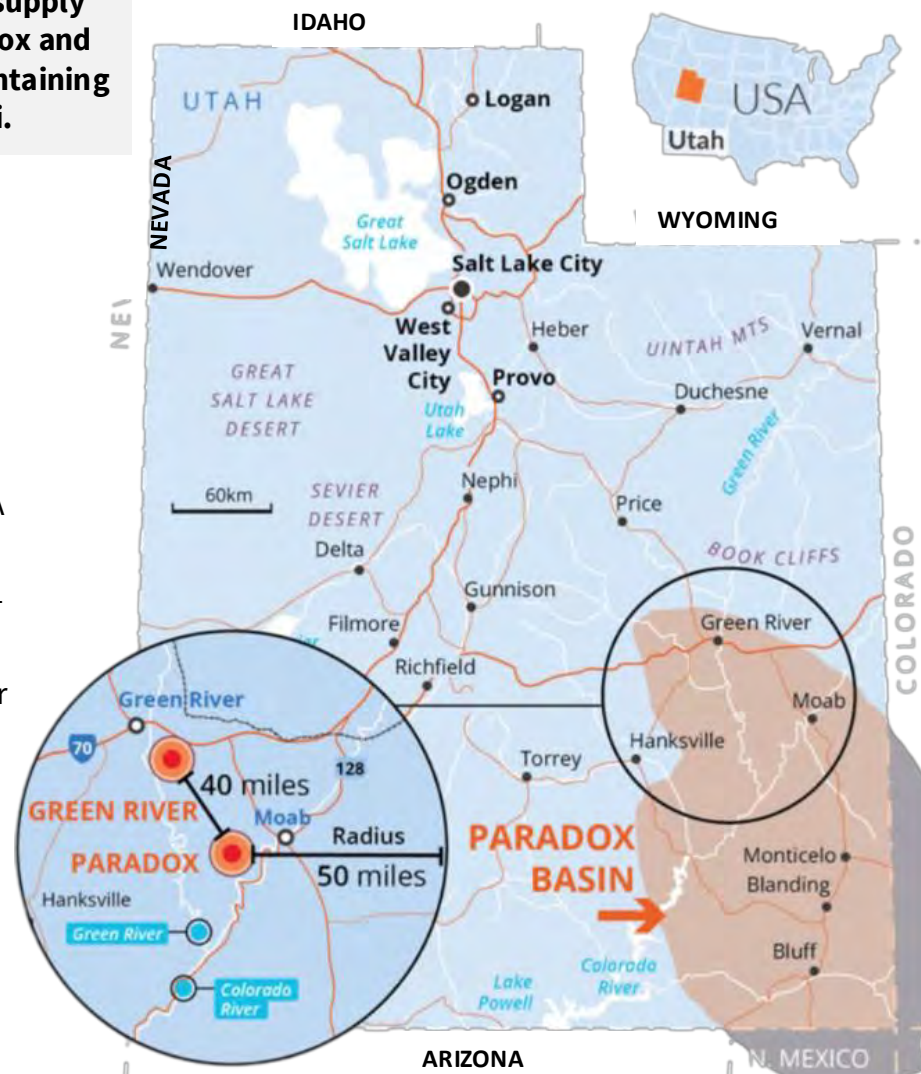 supply
ox and
ntaining
i.
IDAHO
UTAH
Logan
USA
Utah
Ogden
NEVADA
WYOMING
Great
Salt Lake
Salt Lake City
Wendover
West
Valley
City
Heber
UINTAH MTS
Vernal
NE
GREAT
SALT LAKE
DESERT
Provo
Utah
Lake
Duchesne
Green River
60km
SEVIER
DESERT
Nephi
Price
A
Delta
BOOK CLIFFS
COLORADO
Gunnison
Filmore
Green River
ier
Richfield
r
Green River
Moab
70
Hanksville
Torrey
128
40 miles
GREEN RIVER
Moab
Radius
PARADOX
50 miles
PARADOX
BASIN
Monticelo
Blanding
Hanksville
Green River
Bluff
Colorado
River
Lake
Powell
Colorado
River
ARIZONA
N. MEXICO